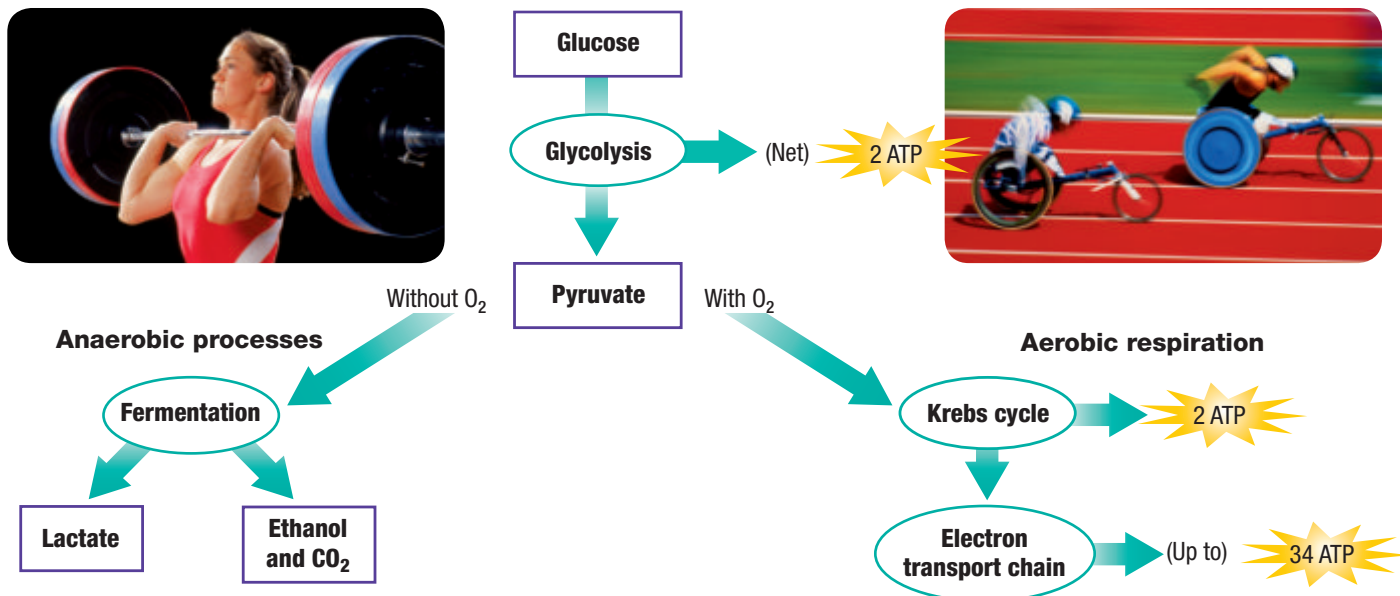 Glucose
Glycolysis
(Net)
2 ATP
Pyruvate
Without O₂
With O₂
Anaerobic processes
Aerobic respiration
Fermentation
Krebs cycle
2 ATP
Lactate
Ethanol
and CO₂
Electron
transport chain
(Up to)
34 ATP